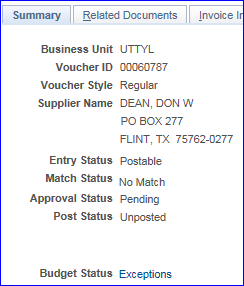 Summary Related Documents Invoice In
Business Unit UTTYL
Voucher ID 00060787
Voucher Style Regular
Supplier Name DEAN, DON W
PO BOX 277
FLINT, TX 75762-0277
Entry Status Postable
Match Status No Match
Approval Status Pending
Post Status Unposted
Budget Status Exceptions